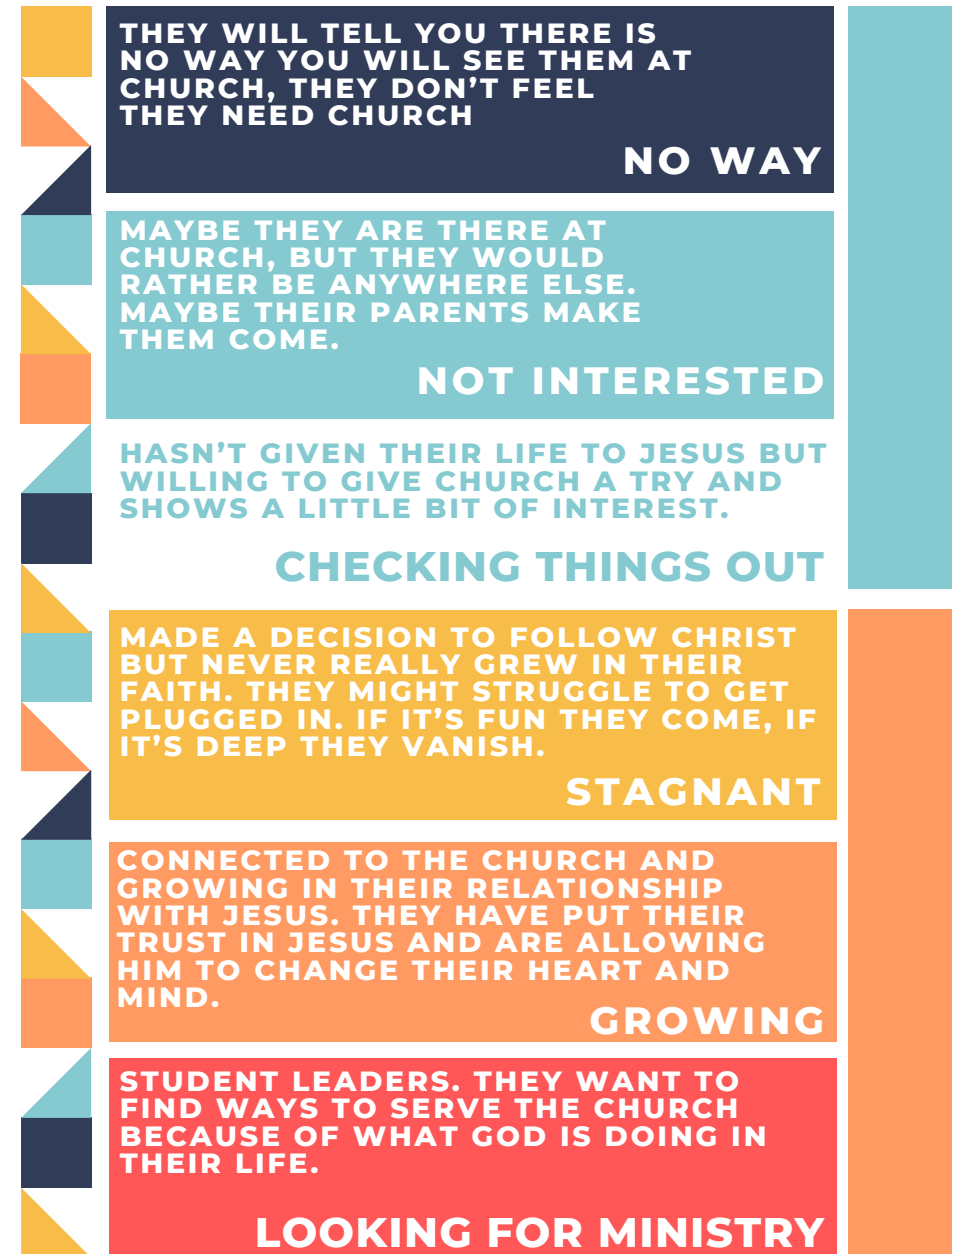 THEY WILL TELL YOU THERE IS
NO WAY YOU WILL SEE THEM AT
CHURCH, THEY DON'T FEEL
THEY NEED CHURCH
NO WAY
MAYBE THEY ARE THERE AT
CHURCH, BUT THEY WOULD
RATHER BE ANYWHERE ELSE.
MAYBE THEIR PARENTS MAKE
THEM COME.
NOT INTERESTED
HASN'T GIVEN THEIR LIFE TO JESUS BUT
WILLING TO GIVE CHURCH A TRY AND
SHOWS A LITTLE BIT OF INTEREST.
CHECKING THINGS OUT
MADE A DECISION TO FOLLOW CHRIST
BUT NEVER REALLY GREW IN THEIR
FAITH. THEY MIGHT STRUGGLE TO GET
PLUGGED IN. IF IT'S FUN THEY COME, IF
IT'S DEEP THEY VANISH.
STAGNANT
CONNECTED TO THE CHURCH AND
GROWING IN THEIR RELATIONSHIP
WITH JESUS. THEY HAVE PUT THEIR
TRUST IN JESUS AND ARE ALLOWING
HIM TO CHANGE THEIR HEART AND
MIND.
GROWING
STUDENT LEADERS. THEY WANT TO
FIND WAYS TO SERVE THE CHURCH
BECAUSE OF WHAT GOD IS DOING IN
THEIR LIFE.
LOOKING FOR MINISTRY